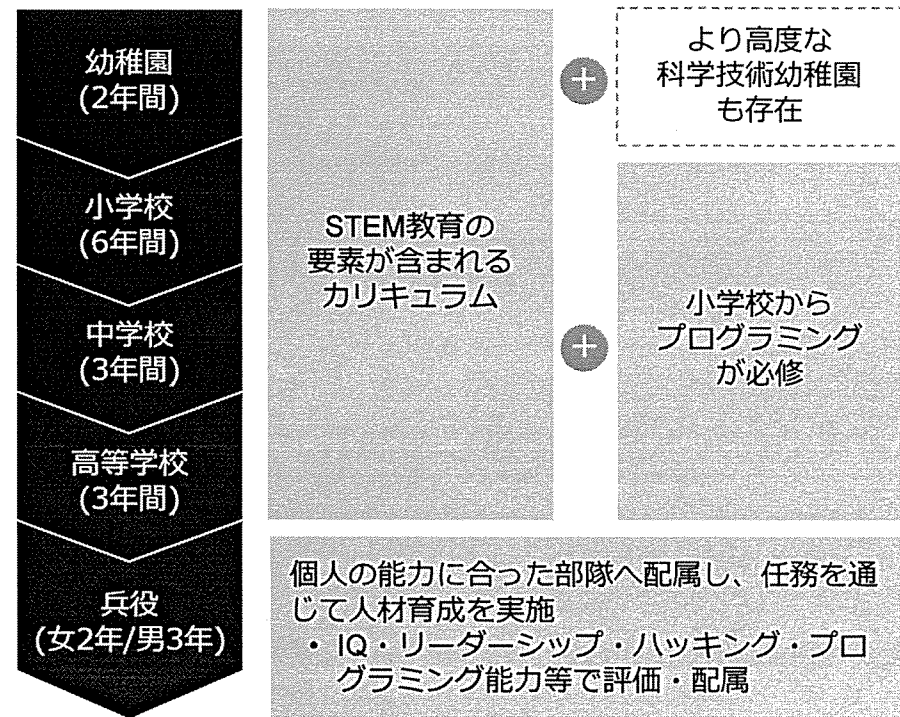 幼稚園
(2年間)
小学校
(6年間)
中学校
(3年間)
高等学校
(3年間)
兵役
(女2年/男3年)
STEM教育の
要素が含まれる
カリキュラム
+
より高度な
科学技術幼稚園
も存在
+
小学校から
プログラミング
が必修
個人の能力に合った部隊へ配属し、任務を通
じて人材育成を実施
・ IQ・リーダーシップ・ハッキング・プロ
グラミング能力等で評価・配属